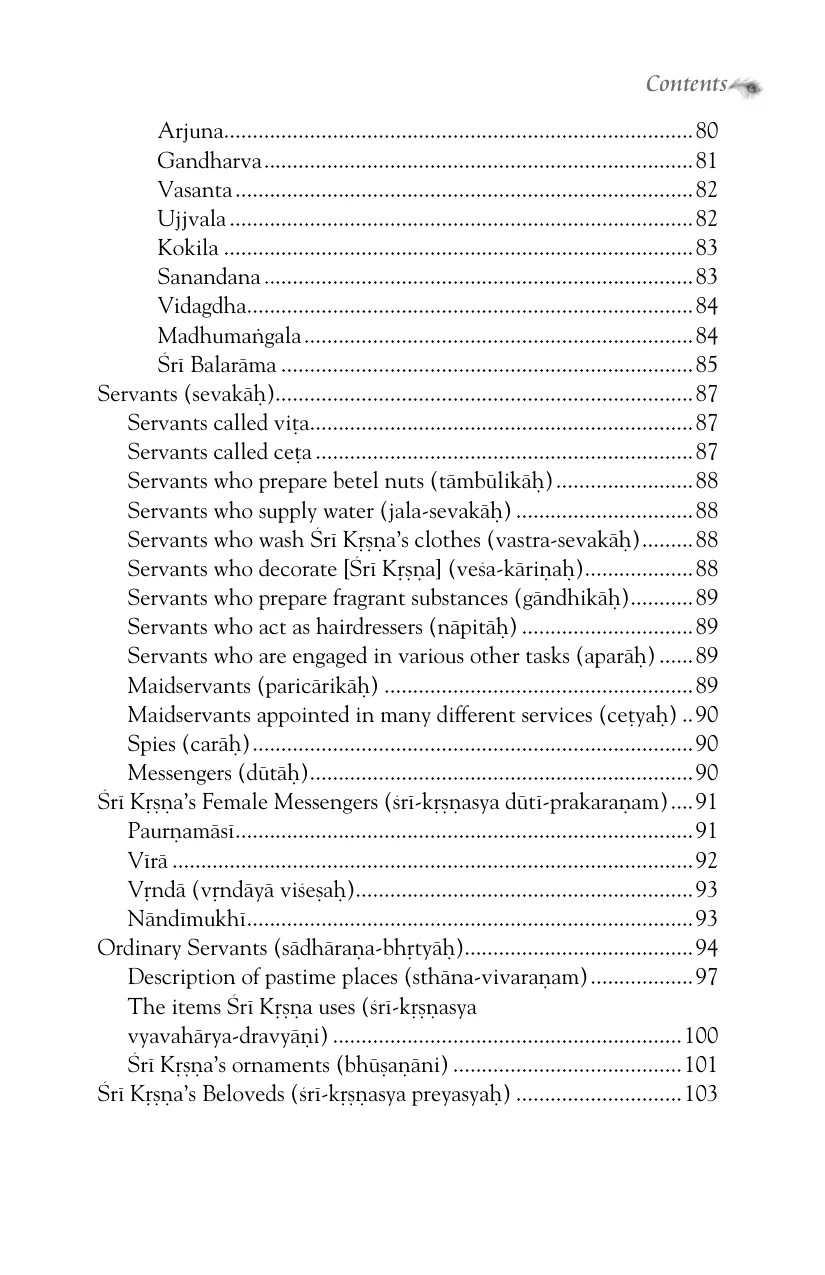 Contents
Arjuna..................................................................................80
Gandharva...........................................................................81
Vasanta................................................................................82
Ujjvala .................................................................................82
Kokila ..................................................................................83
Sanandana ...........................................................................83
Vidagdha..............................................................................84
Madhumaṅgala....................................................................84
Śrī Balarāma ........................................................................85
Servants (sevakāḥ).........................................................................87
Servants called viṭa...................................................................87
Servants called ceṭa ..................................................................87
Servants who prepare betel nuts (tāmbūlikāḥ)........................88
Servants who supply water (jala-sevakāḥ) ...............................88
Servants who wash Śrī Kṛṣṇa’s clothes (vastra-sevakāḥ).........88
Servants who decorate [Śrī Kṛṣṇa] (veśa-kāriṇaḥ)...................88
Servants who prepare fragrant substances (gāndhikāḥ)...........89
Servants who act as hairdressers (nāpitāḥ) ..............................89
Servants who are engaged in various other tasks (aparāḥ) ......89
Maidservants (paricārikāḥ) ......................................................89
Maidservants appointed in many different services (ceṭyaḥ) ..90
Spies (carāḥ).............................................................................90
Messengers (dūtāḥ)...................................................................90
Śrī Kṛṣṇa’s Female Messengers (śrī-kṛṣṇasya dūtī-prakaraṇam)....91
Paurṇamāsī................................................................................91
Vīrā ...........................................................................................92
Vṛndā (vṛndāyā viśeṣaḥ)...........................................................93
Nāndīmukhī..............................................................................93
Ordinary Servants (sādhāraṇa-bhṛtyāḥ)........................................94
Description of pastime places (sthāna-vivaraṇam)..................97
The items Śrī Kṛṣṇa uses (śrī-kṛṣṇasya
vyavahārya-dravyāṇi) .............................................................100
Śrī Kṛṣṇa’s ornaments (bhūṣaṇāni) ........................................101
Śrī Kṛṣṇa’s Beloveds (śrī-kṛṣṇasya preyasyaḥ) .............................103